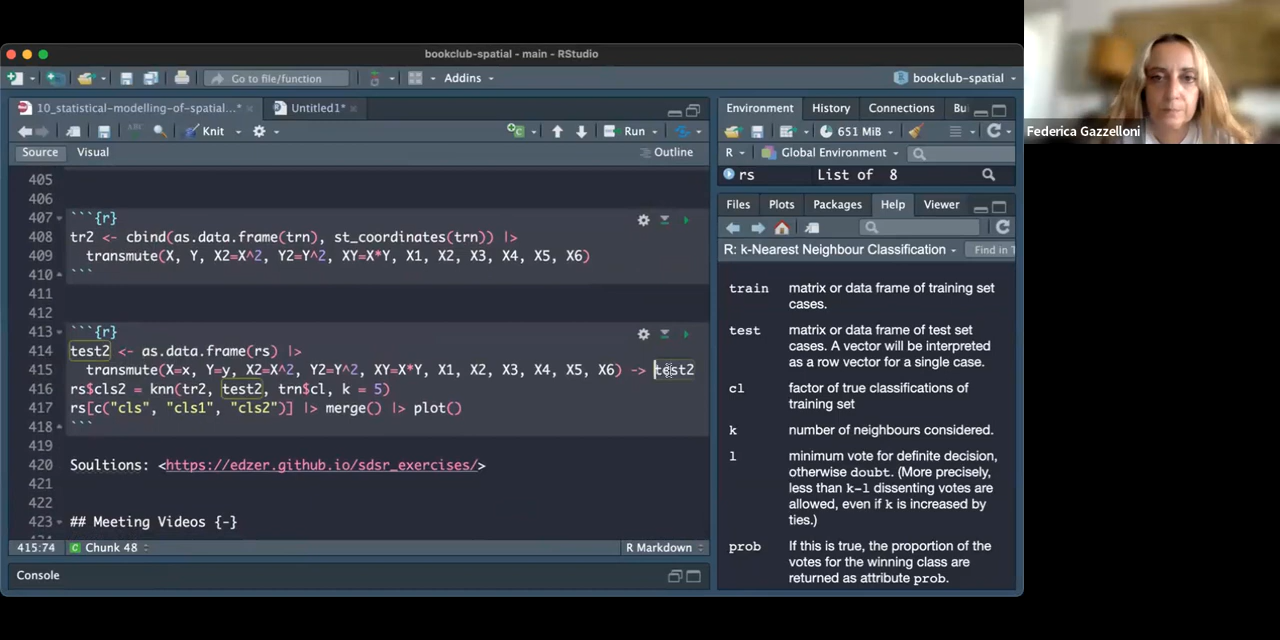 bookclub-spatial - main - RStudio
Go to file/function
Addins
bookclub-spatial
10_statistical-modelling-of-spatial...*
Untitled1*
Knit
Run
Source
Visual
Outline
405
406
407 ```{r}
408 tr2 <- cbind(as.data.frame(trn), st_coordinates(trn)) |>
409 transmute(X, Y, X2=X^2, Y2=Y^2, XY=X*Y, X1, X2, X3, X4, X5, X6)
410 ```
411
412
413 ```{r}
414 test2 <- as.data.frame(rs) |>
415 transmute(X=x, Y=y, X2=X^2, Y2=Y^2, XY=X*Y, X1, X2, X3, X4, X5, X6) -> test2
416 rs$cls2 = knn(tr2, test2, trn$cl, k = 5)
417 rs[c("cls", "cls1", "cls2")] |> merge() |> plot()
418 ```
419
420 Soultions: <https://edzer.github.io/sdsr_exercises/>
421
422
423 ## Meeting Videos {-}
415:74
Chunk 48
R Markdown
Console
Environment
History
Connections
Bu
651 MiB
R
Global Environment
rs List of 8
Files
Plots
Packages
Help
Viewer
R: k-Nearest Neighbour Classification
Find in T
train matrix or data frame of training set
cases.
test matrix or data frame of test set
cases. A vector will be interpreted
as a row vector for a single case.
cl factor of true classifications of
training set
k number of neighbours considered.
l minimum vote for definite decision,
otherwise doubt. (More precisely,
less than k-l dissenting votes are
allowed, even if k is increased by
ties.)
prob If this is true, the proportion of the
votes for the winning class are
returned as attribute prob.
Federica Gazzelloni